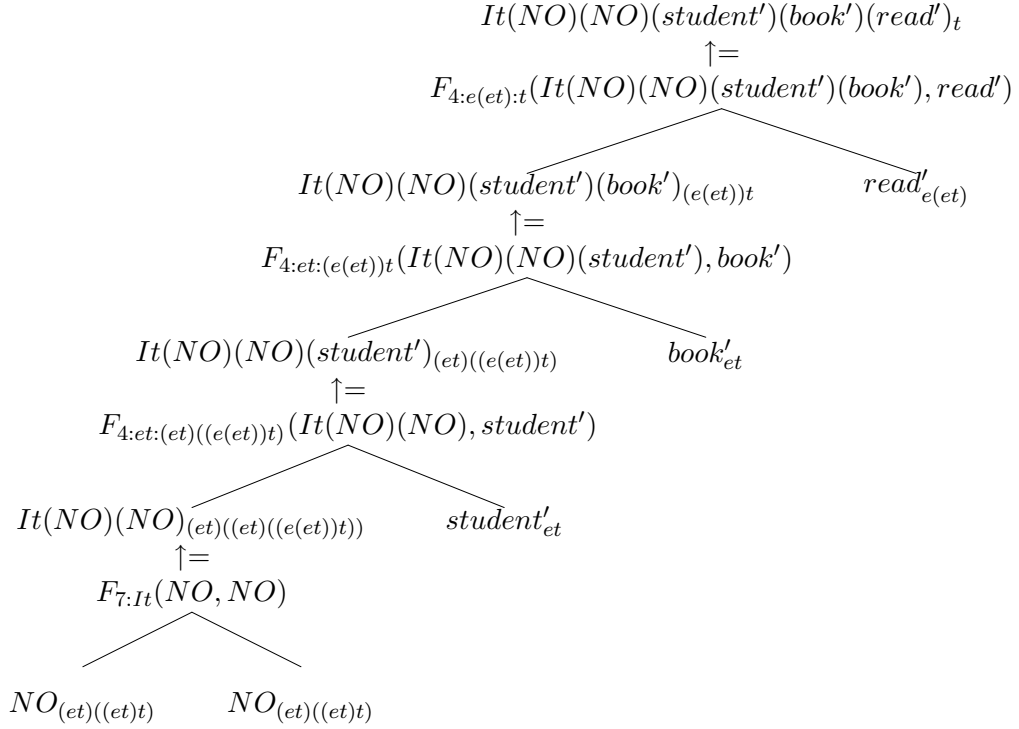 It(NO)(NO)(student′)(book′)(read′)_t
↑=
F_{4:e(et):t}(It(NO)(NO)(student′)(book′), read′)
It(NO)(NO)(student′)(book′)_{(e(et))t} read′_{e(et)}
↑=
F_{4:et:(e(et))t}(It(NO)(NO)(student′), book′)
It(NO)(NO)(student′)_{(et)((e(et))t)} book′_{et}
↑=
F_{4:et:(et)((e(et))t)}(It(NO)(NO), student′)
It(NO)(NO)_{(et)((et)((e(et))t))} student′_{et}
↑=
F_{7:It}(NO, NO)
NO_{(et)((et)t)} NO_{(et)((et)t)}